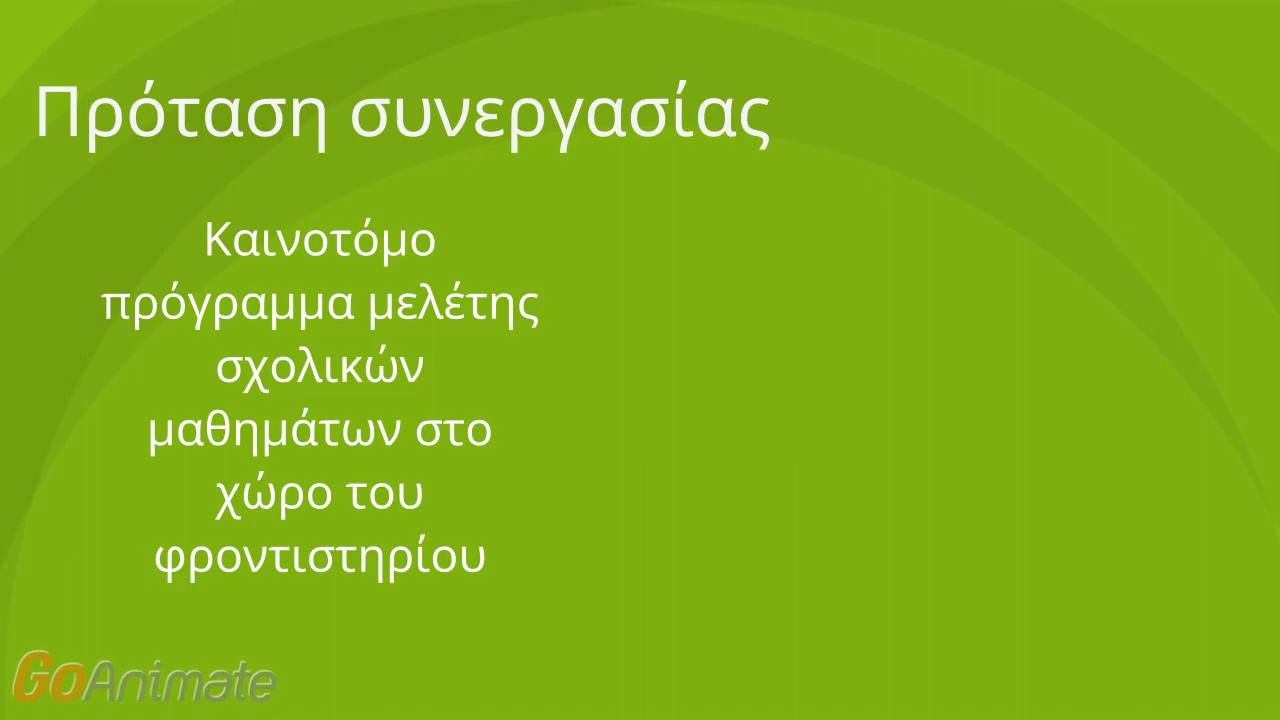 Πρόταση συνεργασίας
Καινοτόμο
πρόγραμμα μελέτης
σχολικών
μαθημάτων στο
χώρο του
φροντιστηρίου
GoAnimate